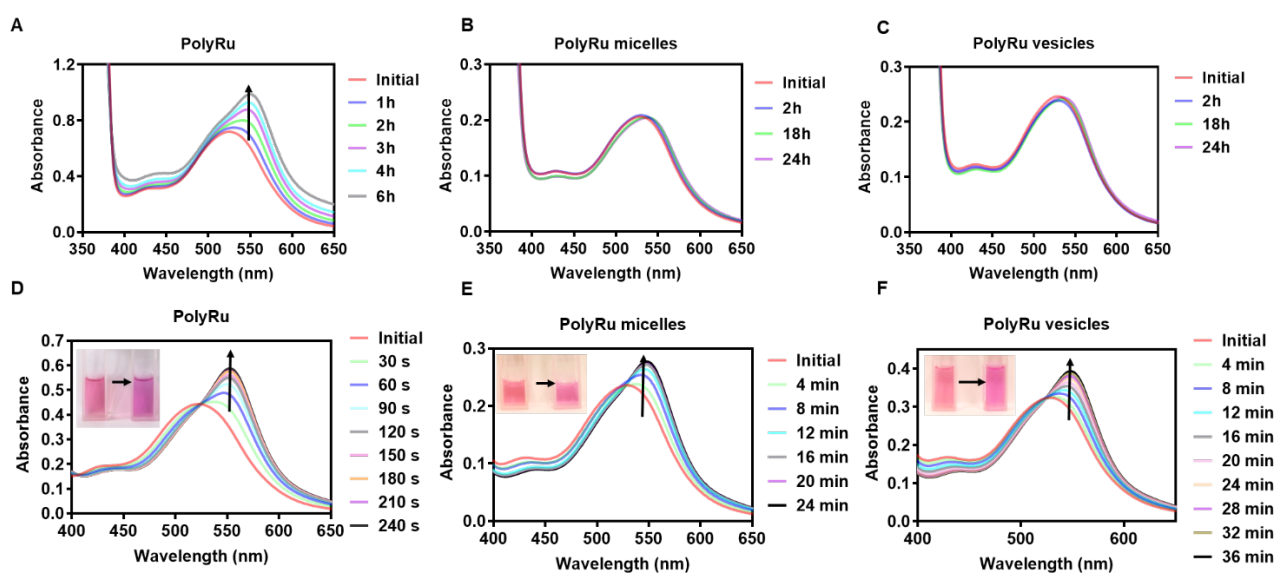 A
PolyRu
Absorbance
1.2
0.8
0.4
0.0
350 400 450 500 550 600 650
Wavelength (nm)
Initial
1h
2h
3h
4h
6h
B
PolyRu micelles
Absorbance
0.3
0.2
0.1
0.0
350 400 450 500 550 600 650
Wavelength (nm)
Initial
2h
18h
24h
C
PolyRu vesicles
Absorbance
0.3
0.2
0.1
0.0
350 400 450 500 550 600 650
Wavelength (nm)
Initial
2h
18h
24h
D
PolyRu
Absorbance
0.7
0.6
0.5
0.4
0.3
0.2
0.1
0.0
400 450 500 550 600 650
Wavelength (nm)
Initial
30 s
60 s
90 s
120 s
150 s
180 s
210 s
240 s
E
PolyRu micelles
Absorbance
0.3
0.2
0.1
0.0
400 450 500 550 600 650
Wavelength (nm)
Initial
4 min
8 min
12 min
16 min
20 min
24 min
F
PolyRu vesicles
Absorbance
0.4
0.3
0.2
0.1
0.0
400 500 600
Wavelength (nm)
Initial
4 min
8 min
12 min
16 min
20 min
24 min
28 min
32 min
36 min